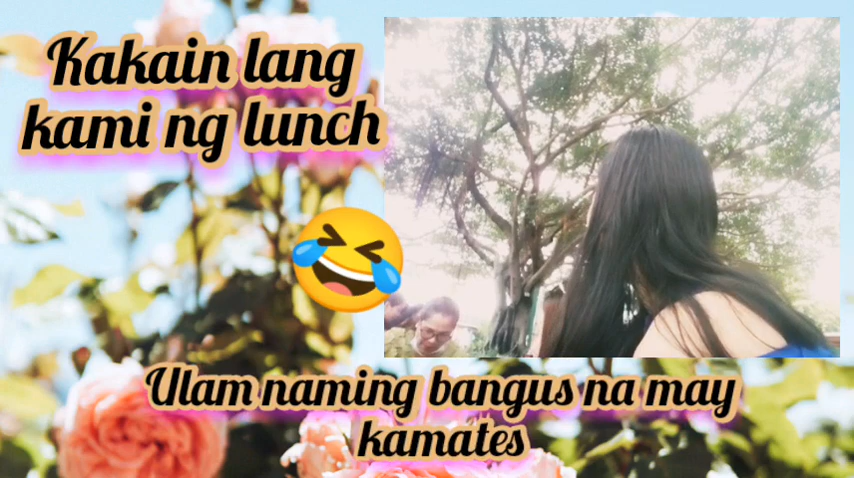 Kakain lang
kami ng lunch
Ulam naming bangus na may
kamates